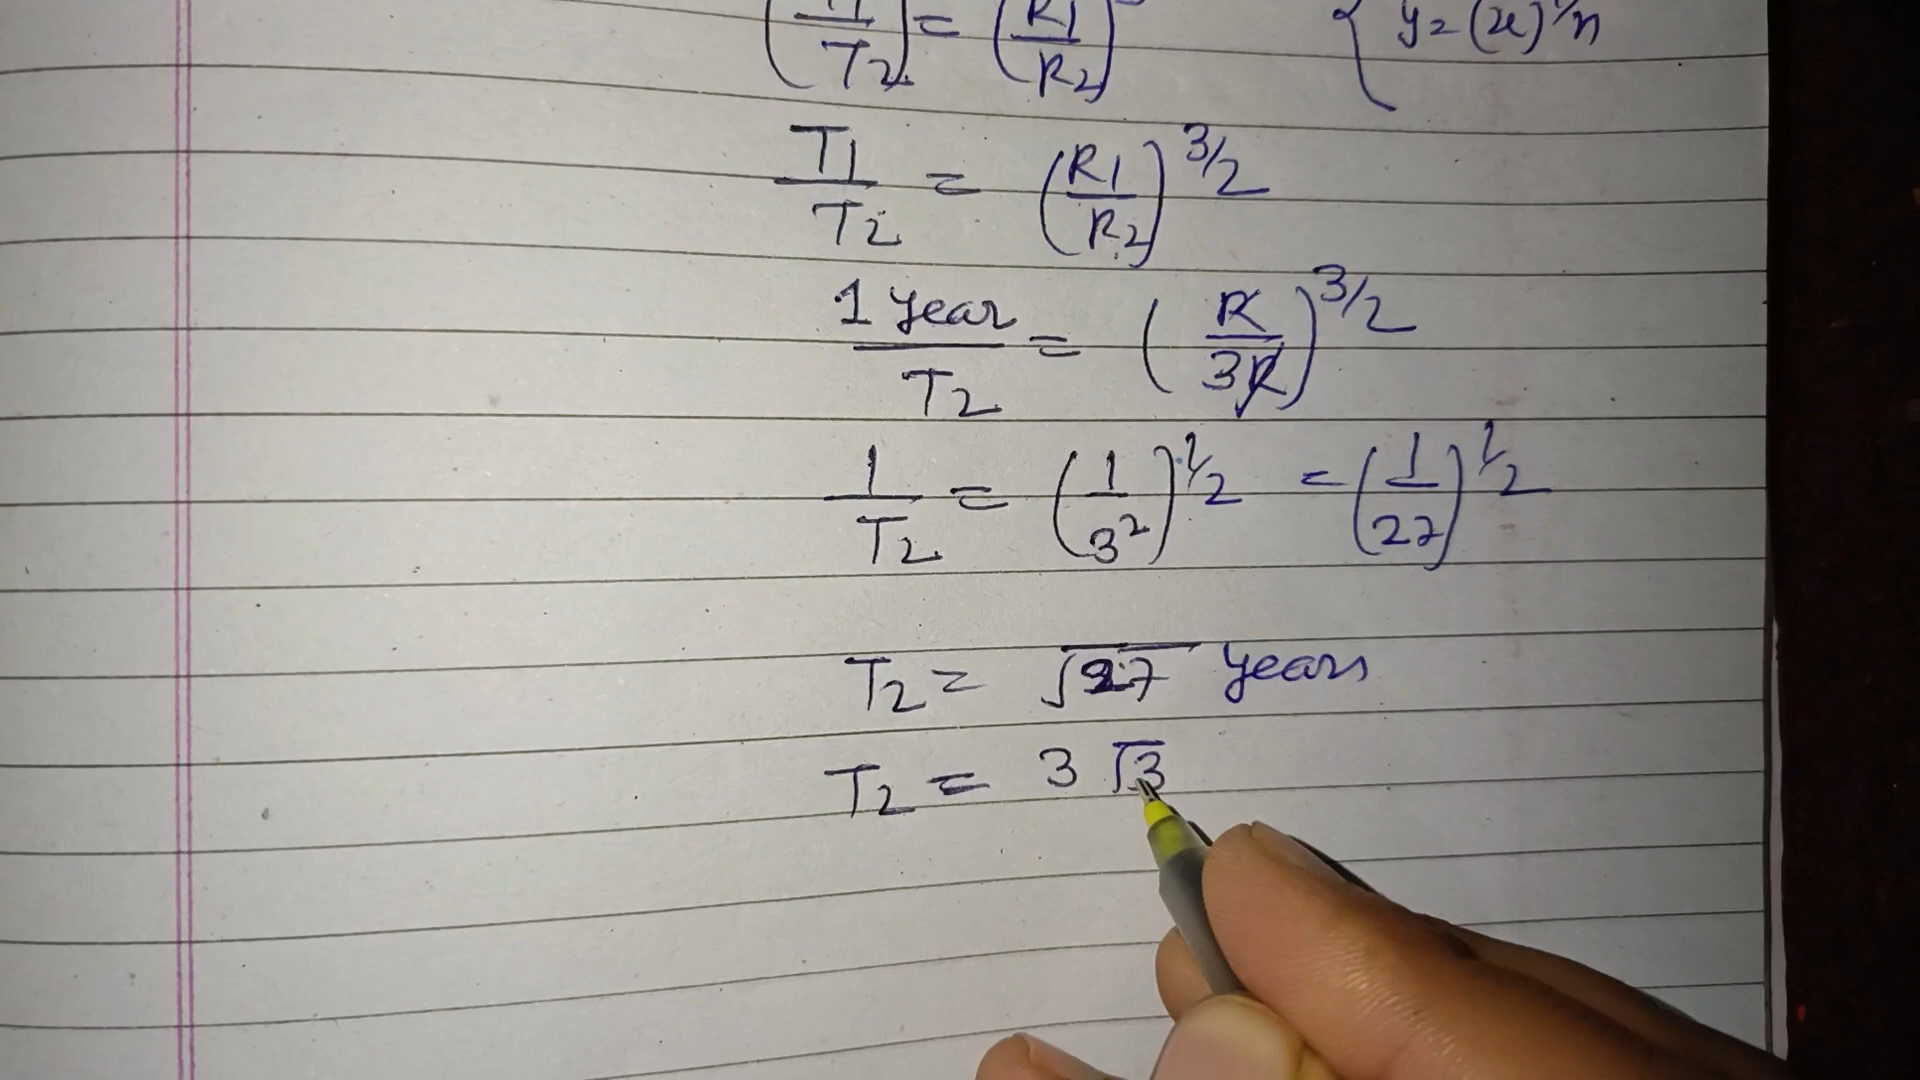 (T1/T2) = (R1/R2) { y=(x)^1/n
T1/T2 = (R1/R2)^3/2
1 year/T2 = (R/3R)^3/2
1/T2 = (1/3^2)^1/2 = (1/27)^1/2
T2 = √27 years
T2 = 3 √3